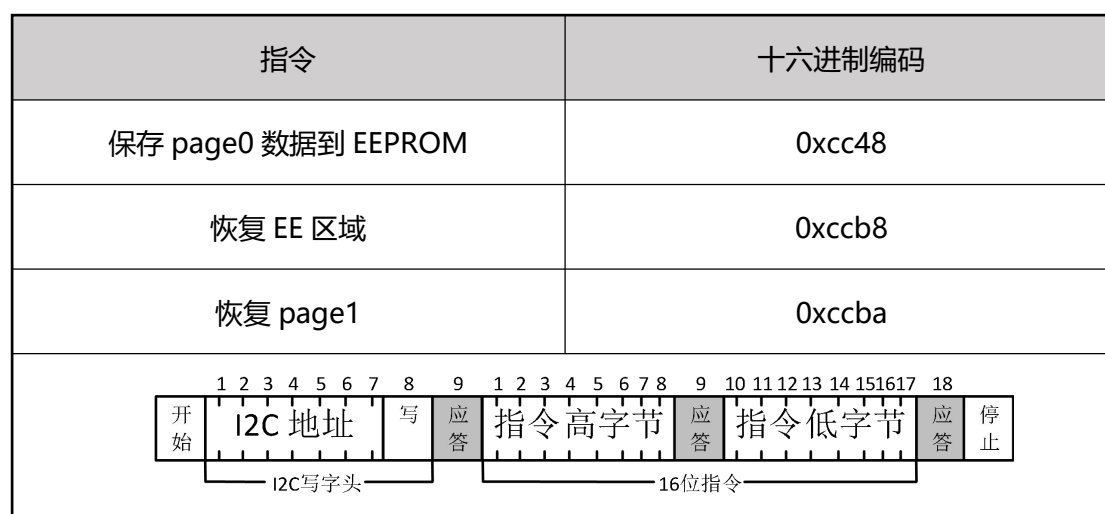 指令 十六进制编码
保存 page0 数据到 EEPROM 0xcc48
恢复 EE 区域 0xccb8
恢复 page1 0xccba
1 2 3 4 5 6 7 8 9 1 2 3 4 5 6 7 8 9 10 11 12 13 14 15 16 17 18
开始 I2C 地址 写 应答 指令高字节 应答 指令低字节 应答 停止
I2C写字头 16位指令